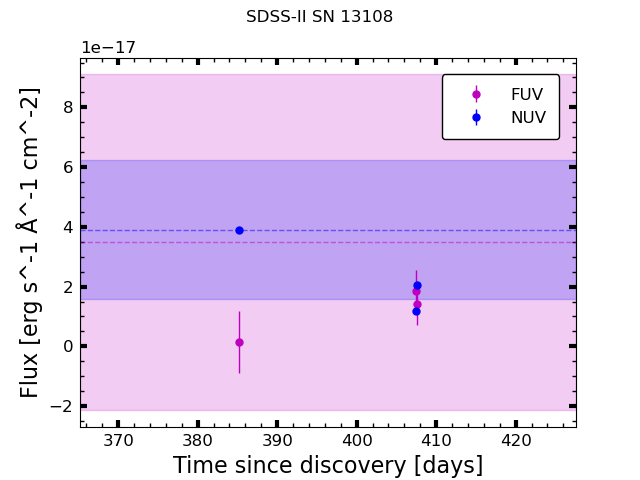 SDSS-II SN 13108
1e−17
FUV
NUV
8
6
4
2
0
−2
Flux [erg s^-1 Å^-1 cm^-2]
370 380 390 400 410 420
Time since discovery [days]